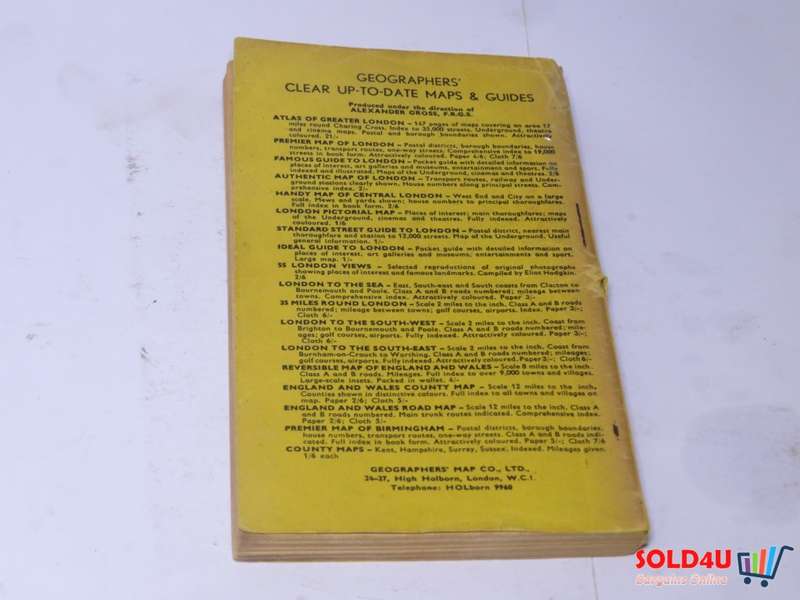 GEOGRAPHERS'
CLEAR UP-TO-DATE MAPS & GUIDES
Produced under the direction of
ALEXANDER GROSS, F.R.G.S.
ATLAS OF GREATER LONDON – 147 pages of maps covering an area 17
miles round Charing Cross. Index to 35,000 streets. Underground, theatre
and cinema maps. Postal and borough boundaries shown. Attractively
coloured. 21/-
PREMIER MAP OF LONDON – Postal districts, borough boundaries, house
numbers, transport routes, one-way streets. Comprehensive index to 19,000
streets in book form. Attractively coloured. Paper 4/6; Cloth 7/6
FAMOUS GUIDE TO LONDON – Pocket guide with detailed information on
places of interest, art galleries and museums, entertainment and sport. Fully
indexed and illustrated. Maps of the Underground, cinemas and theatres. 2/6
AUTHENTIC MAP OF LONDON – Transport routes, railway and Under-
ground stations clearly shown. House numbers along principal streets. Com-
prehensive index. 2/-
HANDY MAP OF CENTRAL LONDON – West End and City on a large
scale. Mews and yards shown; house numbers to principal thoroughfares.
Full index in book form. 2/6
LONDON PICTORIAL MAP – Places of interest; main thoroughfares; maps
of the Underground, cinemas and theatres. Fully indexed. Attractively
couloured. 1/6
STANDARD STREET GUIDE TO LONDON – Postal district, nearest main
thoroughfare and station to 12,000 streets. Map of the Underground. Useful
general information. 1/-
IDEAL GUIDE TO LONDON – Pocket guide with detailed information on
places of interest, art galleries and museums, entertainments and sport.
Large map. 1/-
55 LONDON VIEWS – Selected reproductions of original photographs
showing places of interest and famous landmarks. Compiled by Eliot Hodgkin.
2/6
LONDON TO THE SEA – East, South-east and South coasts from Clacton to
Bournemouth and Poole. Class A and B roads numbered; mileage between
towns. Comprehensive index. Attractively coloured. Paper 3/-
35 MILES ROUND LONDON – Scale 2 miles to the inch. Class A and B roads
numbered; mileage between towns; golf courses, airports. Index. Paper 3/-;
Cloth 6/-
LONDON TO THE SOUTH-WEST – Scale 2 miles to the inch. Coast from
Brighton to Bournemouth and Poole. Class A and B roads numbered; mile-
ages; golf courses, airports. Fully indexed. Attractively coloured. Paper 3/-;
Cloth 6/-
LONDON TO THE SOUTH-EAST – Scale 2 miles to the inch. Coast from
Burnham-on-Crouch to Worthing. Class A and B roads numbered; mileages;
golf courses, airports. Fully indexed. Attractively coloured. Paper 3/-; Cloth 6/-
REVERSIBLE MAP OF ENGLAND AND WALES – Scale 8 miles to the inch.
Class A and B roads. Mileages. Full index to over 9,000 towns and villages.
Large-scale insets. Packed in wallet. 6/-
ENGLAND AND WALES COUNTY MAP – Scale 12 miles to the inch.
Counties shown in distinctive colours. Full index to all towns and villages on
map. Paper 2/6; Cloth 5/-
ENGLAND AND WALES ROAD MAP – Scale 12 miles to the inch. Class A
and B roads numbered. Main trunk routes indicated. Comprehensive index.
Paper 2/6; Cloth 5/-
PREMIER MAP OF BIRMINGHAM – Postal districts, borough boundaries,
house numbers, transport routes, one-way streets. Class A and B roads indi-
cated. Full index in book form. Attractively coloured. Paper 5/-; Cloth 7/6
COUNTY MAPS – Kent, Hampshire, Surrey, Sussex. Indexed. Mileages given.
1/6 each
GEOGRAPHERS' MAP CO., LTD.,
24-27, High Holborn, London, W.C.1.
Telephone: HOLborn 9960
SOLD4U
Bargains Online